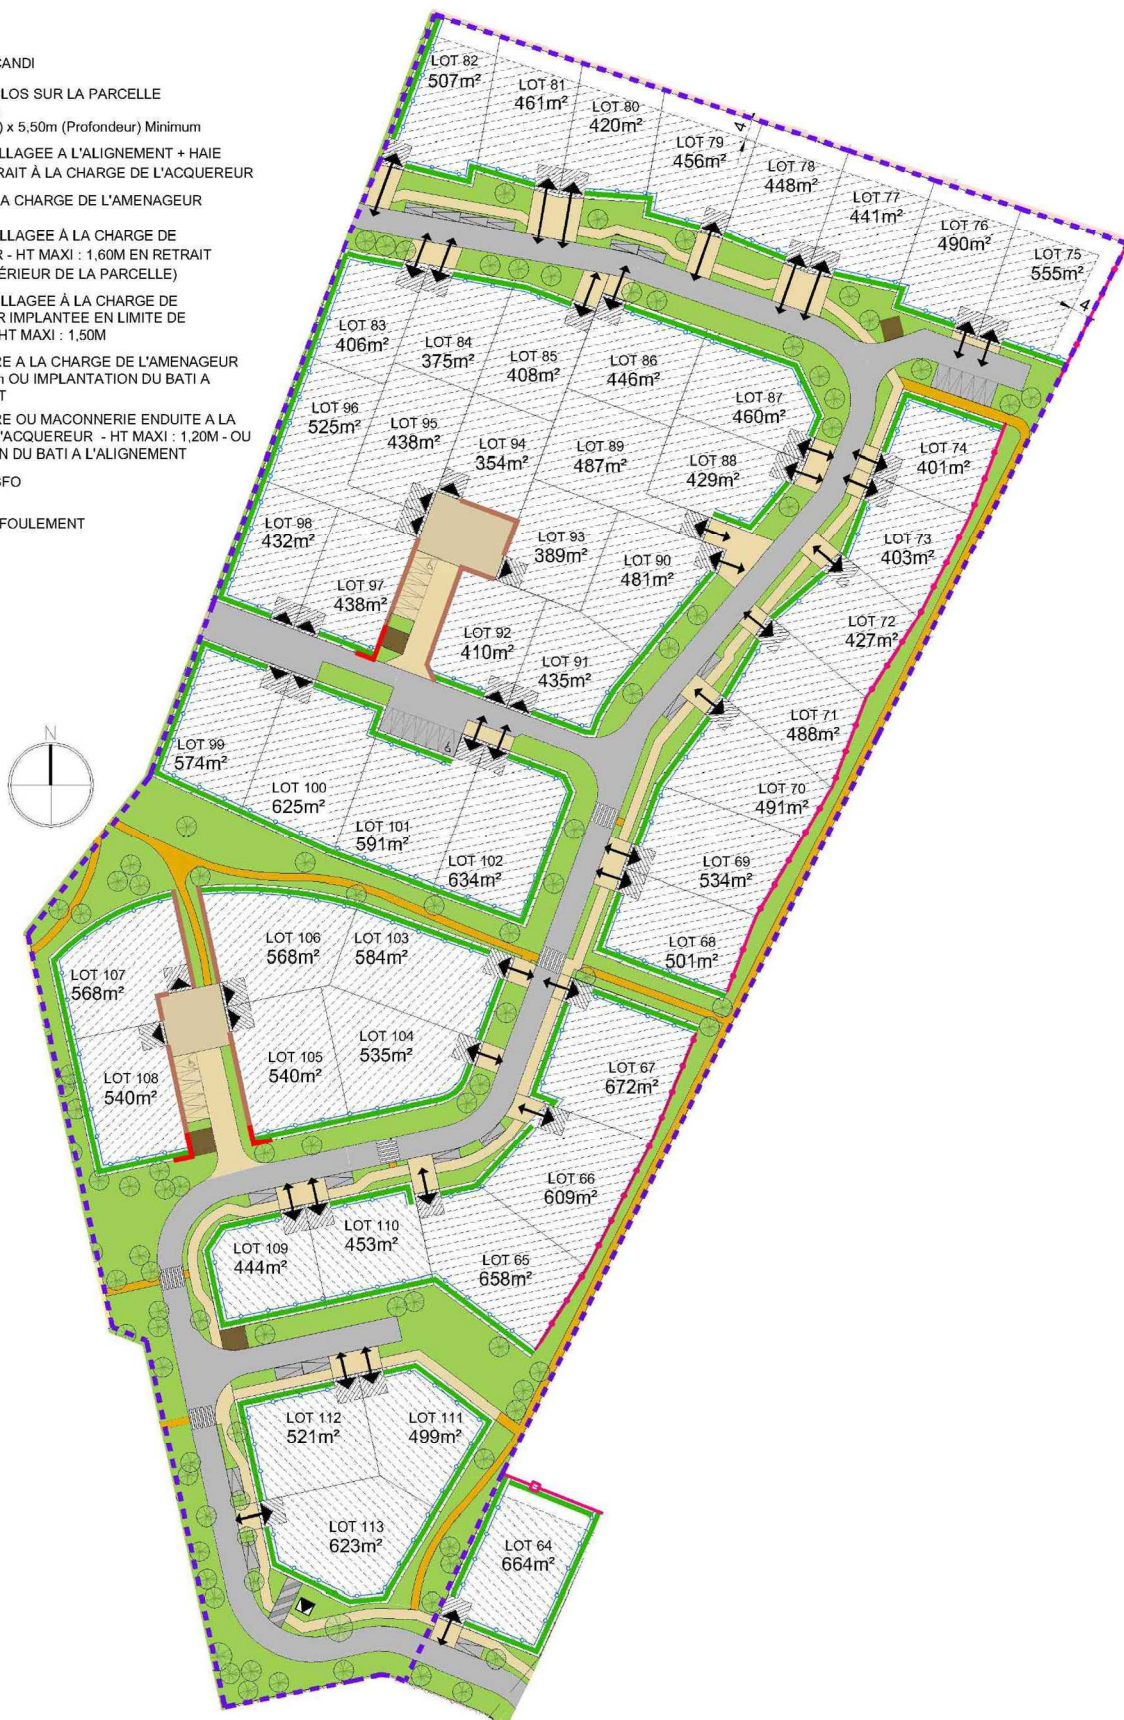 CANDI
LOS SUR LA PARCELLE
) x 5,50m (Profondeur) Minimum
LLAGEE A L'ALIGNEMENT + HAIE
RAIT À LA CHARGE DE L'ACQUEREUR
A CHARGE DE L'AMENAGEUR
LLAGEE À LA CHARGE DE
R - HT MAXI : 1,60M EN RETRAIT
ÉRIEUR DE LA PARCELLE)
LLAGEE À LA CHARGE DE
R IMPLANTEE EN LIMITE DE
HT MAXI : 1,50M
RE A LA CHARGE DE L'AMENAGEUR
OU IMPLANTATION DU BATI A
T
RE OU MACONNERIE ENDUITE A LA
'ACQUEREUR - HT MAXI : 1,20M - OU
N DU BATI A L'ALIGNEMENT
BFO
FOULEMENT
N
LOT 82
507m²
LOT 81
461m²
LOT 80
420m²
LOT 79
456m²
4
LOT 78
448m²
LOT 77
441m²
LOT 76
490m²
LOT 75
555m²
4
LOT 83
406m²
LOT 84
375m²
LOT 85
408m²
LOT 86
446m²
LOT 87
460m²
LOT 96
525m²
LOT 95
438m²
LOT 94
354m²
LOT 89
487m²
LOT 88
429m²
LOT 74
401m²
LOT 98
432m²
LOT 93
389m²
LOT 90
481m²
LOT 73
403m²
LOT 97
438m²
LOT 92
410m²
LOT 91
435m²
LOT 72
427m²
LOT 71
488m²
LOT 99
574m²
LOT 100
625m²
LOT 101
591m²
LOT 102
634m²
LOT 70
491m²
LOT 69
534m²
LOT 68
501m²
LOT 106
568m²
LOT 103
584m²
LOT 107
568m²
LOT 104
535m²
LOT 105
540m²
LOT 108
540m²
LOT 67
672m²
LOT 66
609m²
LOT 110
453m²
LOT 109
444m²
LOT 65
658m²
LOT 112
521m²
LOT 111
499m²
LOT 113
623m²
LOT 64
664m²